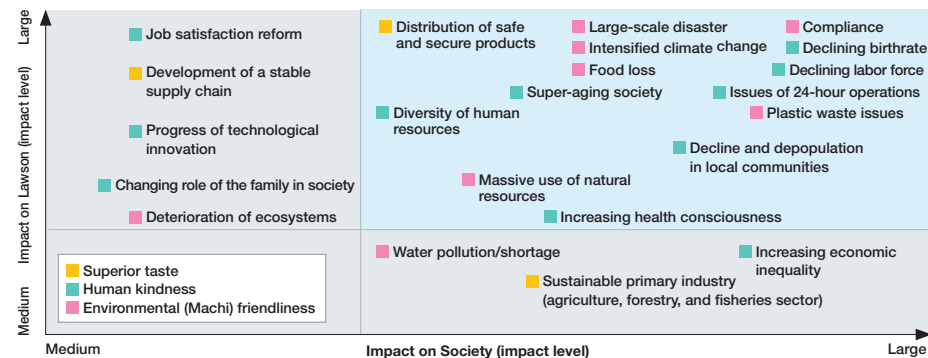 Large
Impact on Lawson (impact level)
Medium
Job satisfaction reform
Development of a stable
supply chain
Progress of technological
innovation
Changing role of the family in society
Deterioration of ecosystems
Distribution of safe
and secure products
Large-scale disaster
Intensified climate change
Food loss
Compliance
Declining birthrate
Declining labor force
Super-aging society
Issues of 24-hour operations
Diversity of human
resources
Plastic waste issues
Decline and depopulation
in local communities
Massive use of natural
resources
Increasing health consciousness
Water pollution/shortage
Increasing economic
inequality
Sustainable primary industry
(agriculture, forestry, and fisheries sector)
Superior taste
Human kindness
Environmental (Machi) friendliness
Medium
Impact on Society (impact level)
Large